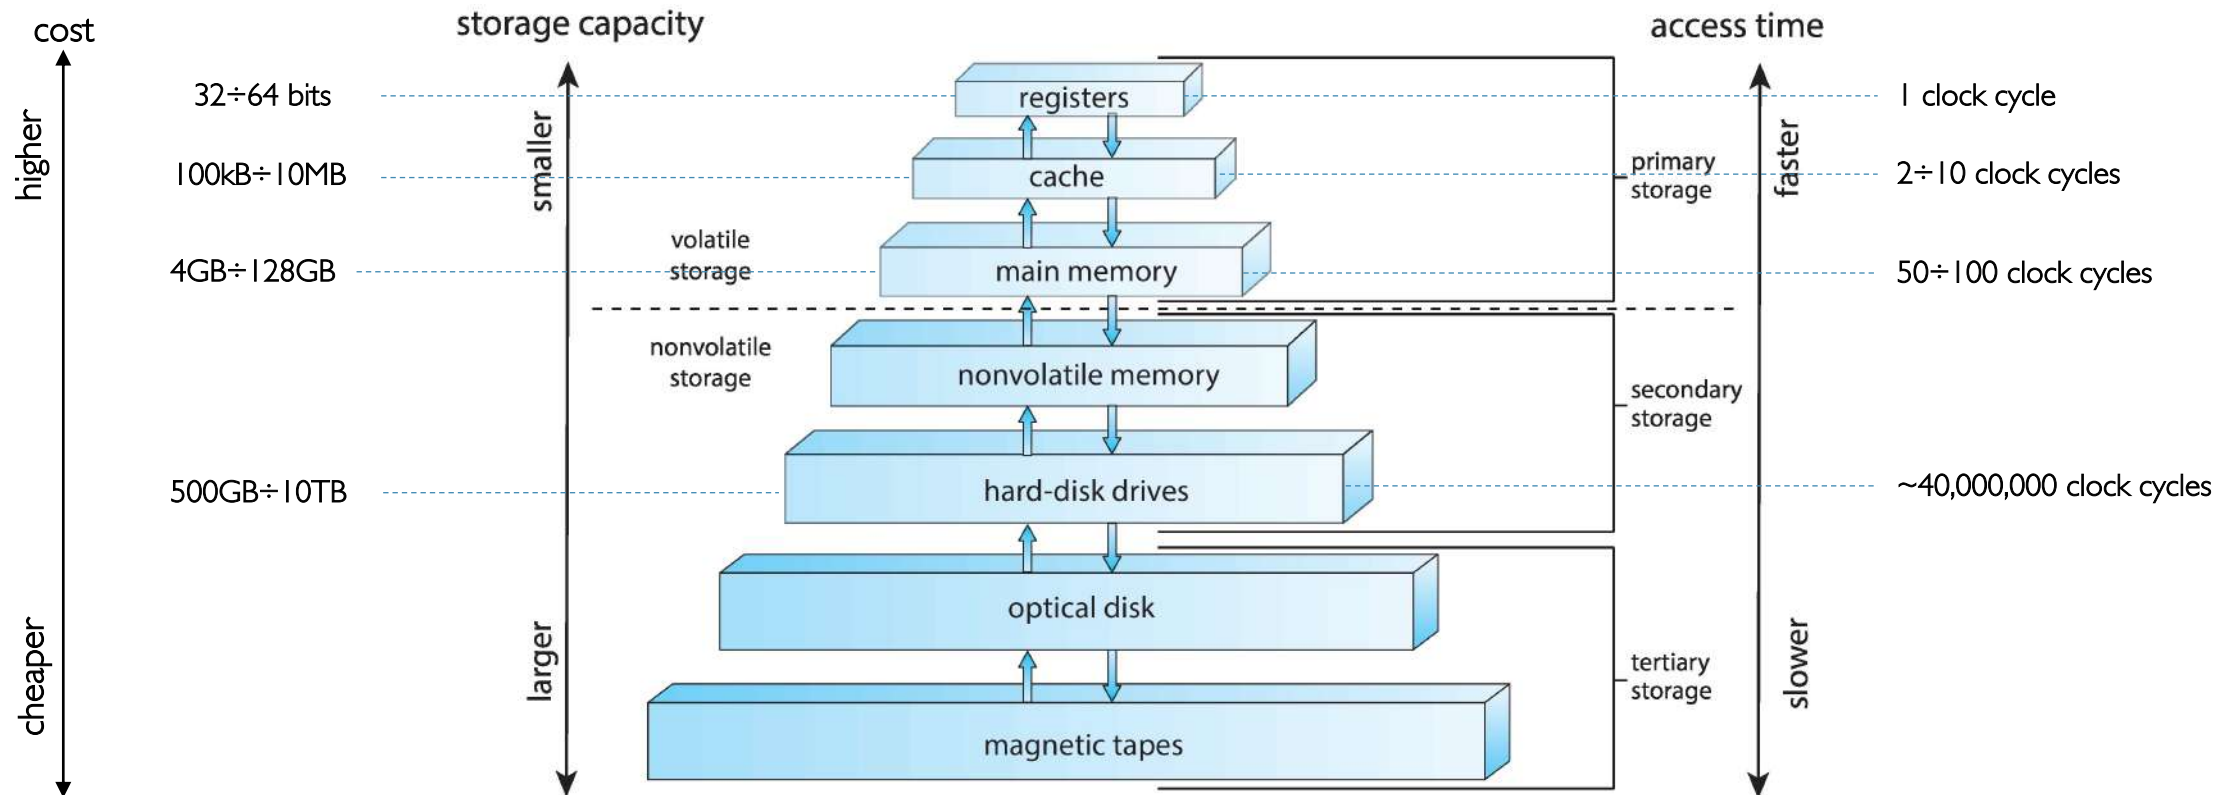 cost
storage capacity
access time
higher
cheaper
smaller
larger
faster
slower
32÷64 bits
registers
1 clock cycle
100kB÷10MB
cache
primary
storage
2÷10 clock cycles
volatile
storage
4GB÷128GB
main memory
50÷100 clock cycles
nonvolatile
storage
nonvolatile memory
secondary
storage
500GB÷10TB
hard-disk drives
~40,000,000 clock cycles
optical disk
tertiary
storage
magnetic tapes